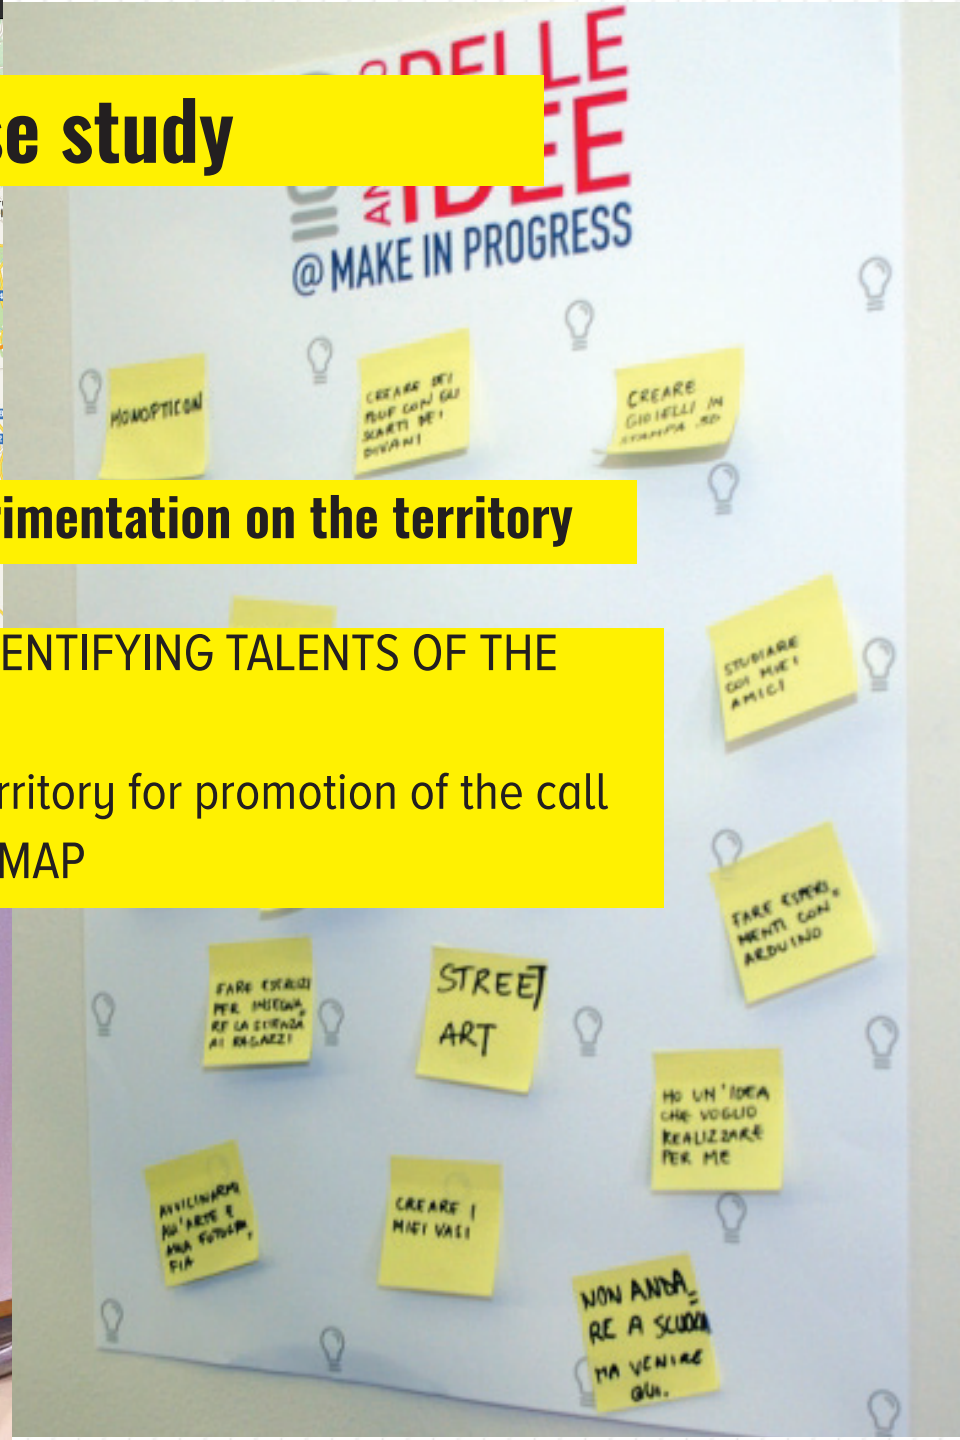 DELLE
IDEE
@MAKE IN PROGRESS
se study
MONOPTICON
CREARE DEI
POUF CON GLI
SCARTI DEI
DIVANI
CREARE
GIOIELLI IN
STAMPA 3D
rimentation on the territory
ENTIFYING TALENTS OF THE
rritory for promotion of the call
MAP
STUDIARE
COI MIEI
AMICI
FARE ESPERI-
MENTI CON
ARDUINO
FARE ESERCIZI
PER INSEGNA-
RE LA SCIENZA
AI RAGAZZI
STREET
ART
HO UN'IDEA
CHE VOGLIO
REALIZZARE
PER ME
AVVICINARMI
ALL'ARTE E
ALLA FOTOGRA-
FIA
CREARE I
MIEI VASI
NON ANDA-
RE A SCUOLA
MA VENIRE
QUI.